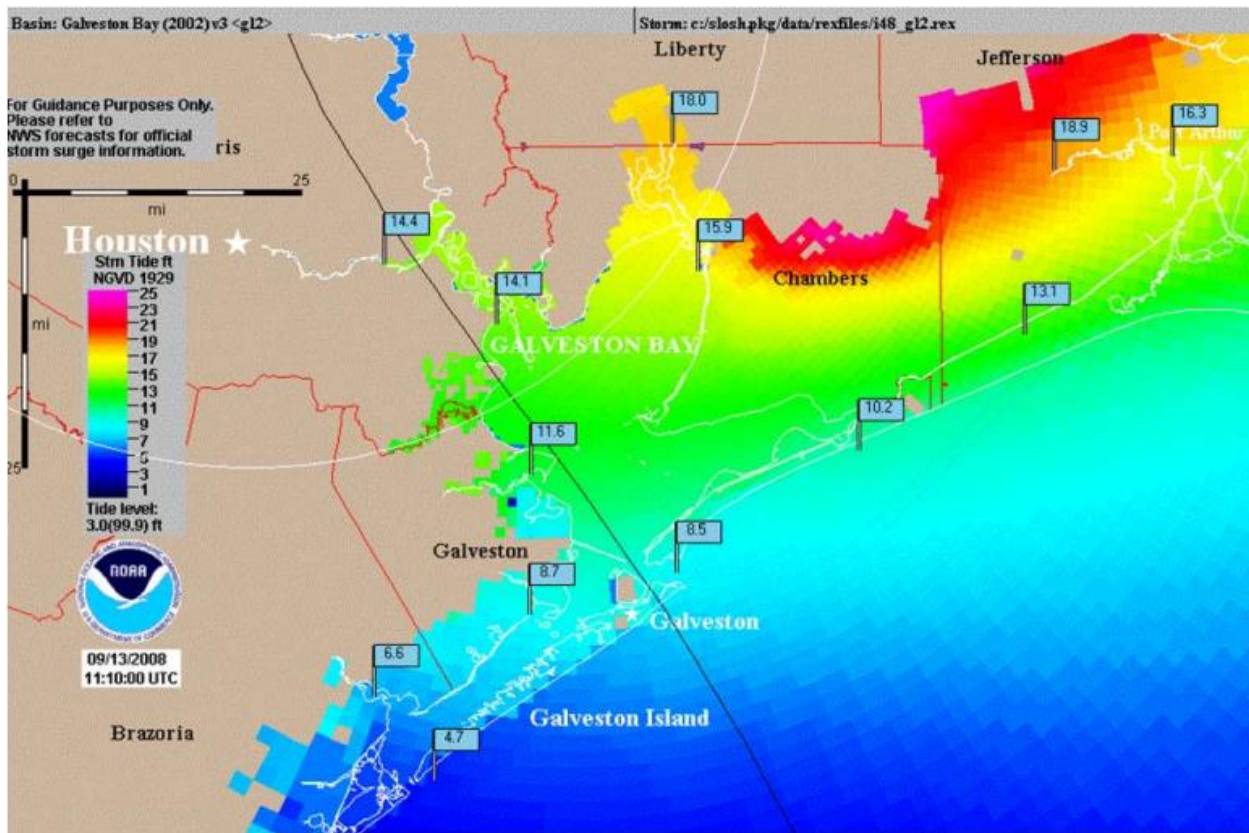 Basin: Galveston Bay (2002) v3 <gl2>
Storm: c:/slosh.pkg/data/rexfiles/i48_gl2.rex
Liberty
Jefferson
For Guidance Purposes Only.
Please refer to
NWS forecasts for official
storm surge information.
ris
18.0
18.9
16.3
Port Arthur
0
25
mi
14.4
15.9
Houston
Stm Tide ft
NGVD 1929
25
23
21
19
17
15
13
11
9
7
5
3
1
mi
25
Tide level:
3.0(99.9) ft
Chambers
14.1
13.1
GALVESTON BAY
10.2
11.6
8.5
Galveston
8.7
NOAA
Galveston
09/13/2008
11:10:00 UTC
6.6
Galveston Island
Brazoria
4.7